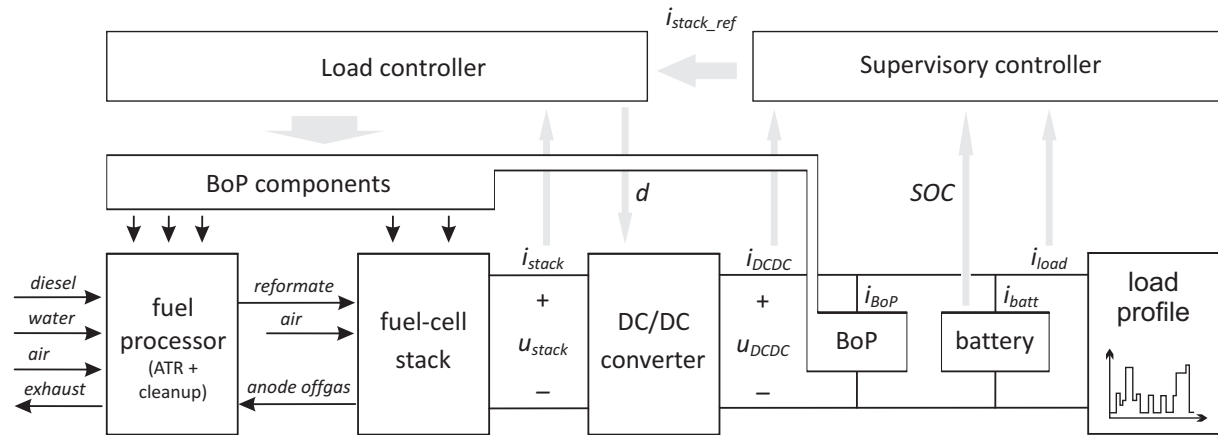 i_stack_ref
Load controller
Supervisory controller
BoP components
d
SOC
i_stack
i_DCDC
i_load
diesel
water
air
exhaust
fuel
processor
(ATR +
cleanup)
reformate
air
anode offgas
fuel-cell
stack
+
u_stack
–
DC/DC
converter
+
u_DCDC
–
i_BoP
BoP
i_batt
battery
load
profile